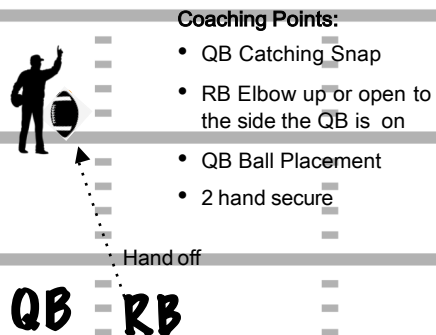 Coaching Points:
• QB Catching Snap
• RB Elbow up or open to
the side the QB is on
• QB Ball Placement
• 2 hand secure
Hand off
QB RB